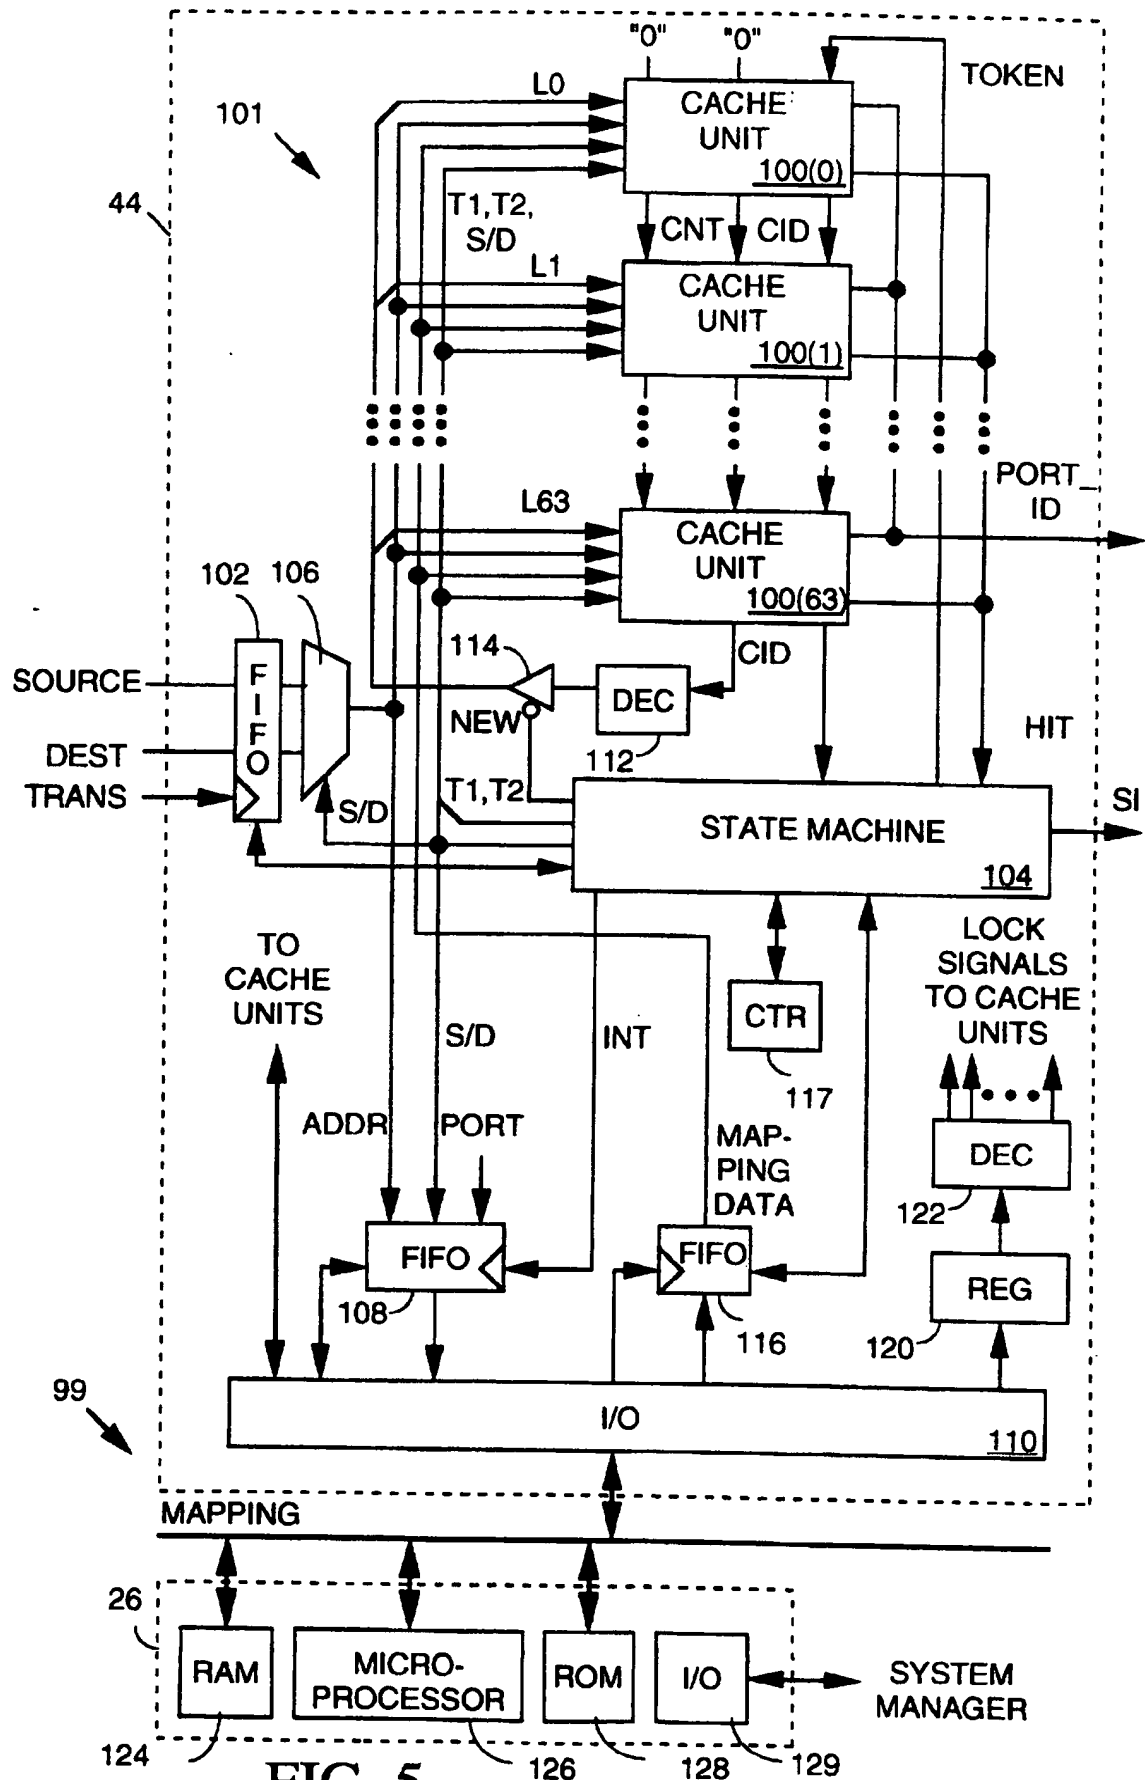 "0" "0"
TOKEN
L0
CACHE
UNIT
100(0)
101
44
T1,T2,
S/D
CNT
CID
L1
CACHE
UNIT
100(1)
PORT_
ID
L63
CACHE
UNIT
100(63)
102
106
114
CID
SOURCE
FIFO
DEC
NEW
112
HIT
DEST
TRANS
S/D
T1,T2
STATE MACHINE
104
SI
TO
CACHE
UNITS
LOCK
SIGNALS
TO CACHE
UNITS
CTR
117
S/D
INT
ADDR
PORT
MAP-
PING
DATA
DEC
122
FIFO
108
FIFO
116
REG
120
99
I/O
110
MAPPING
26
RAM
MICRO-
PROCESSOR
ROM
I/O
SYSTEM
MANAGER
124
126
128
129
FIG. 5